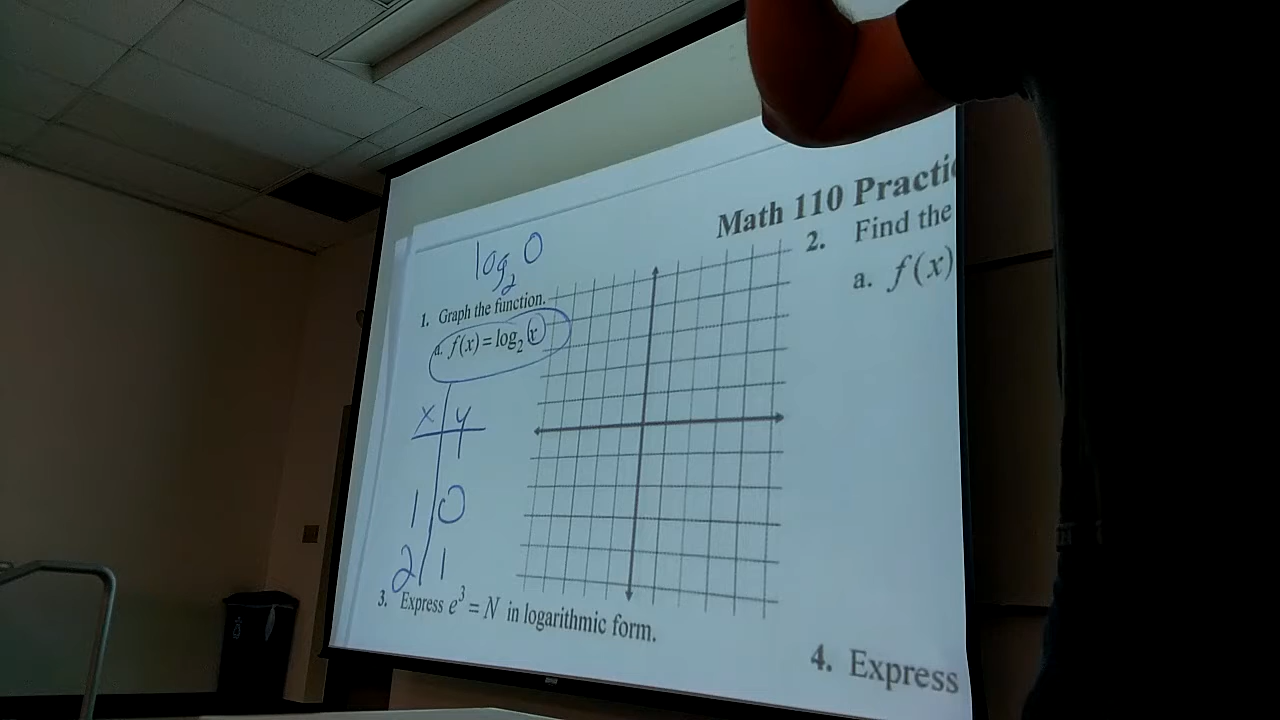 Math 110 Practi
log₂ 0
1. Graph the function.
a. f(x) = log₂ x
x y
1 0
2 1
2. Find the
a. f(x)
3. Express e³ = N in logarithmic form.
4. Express